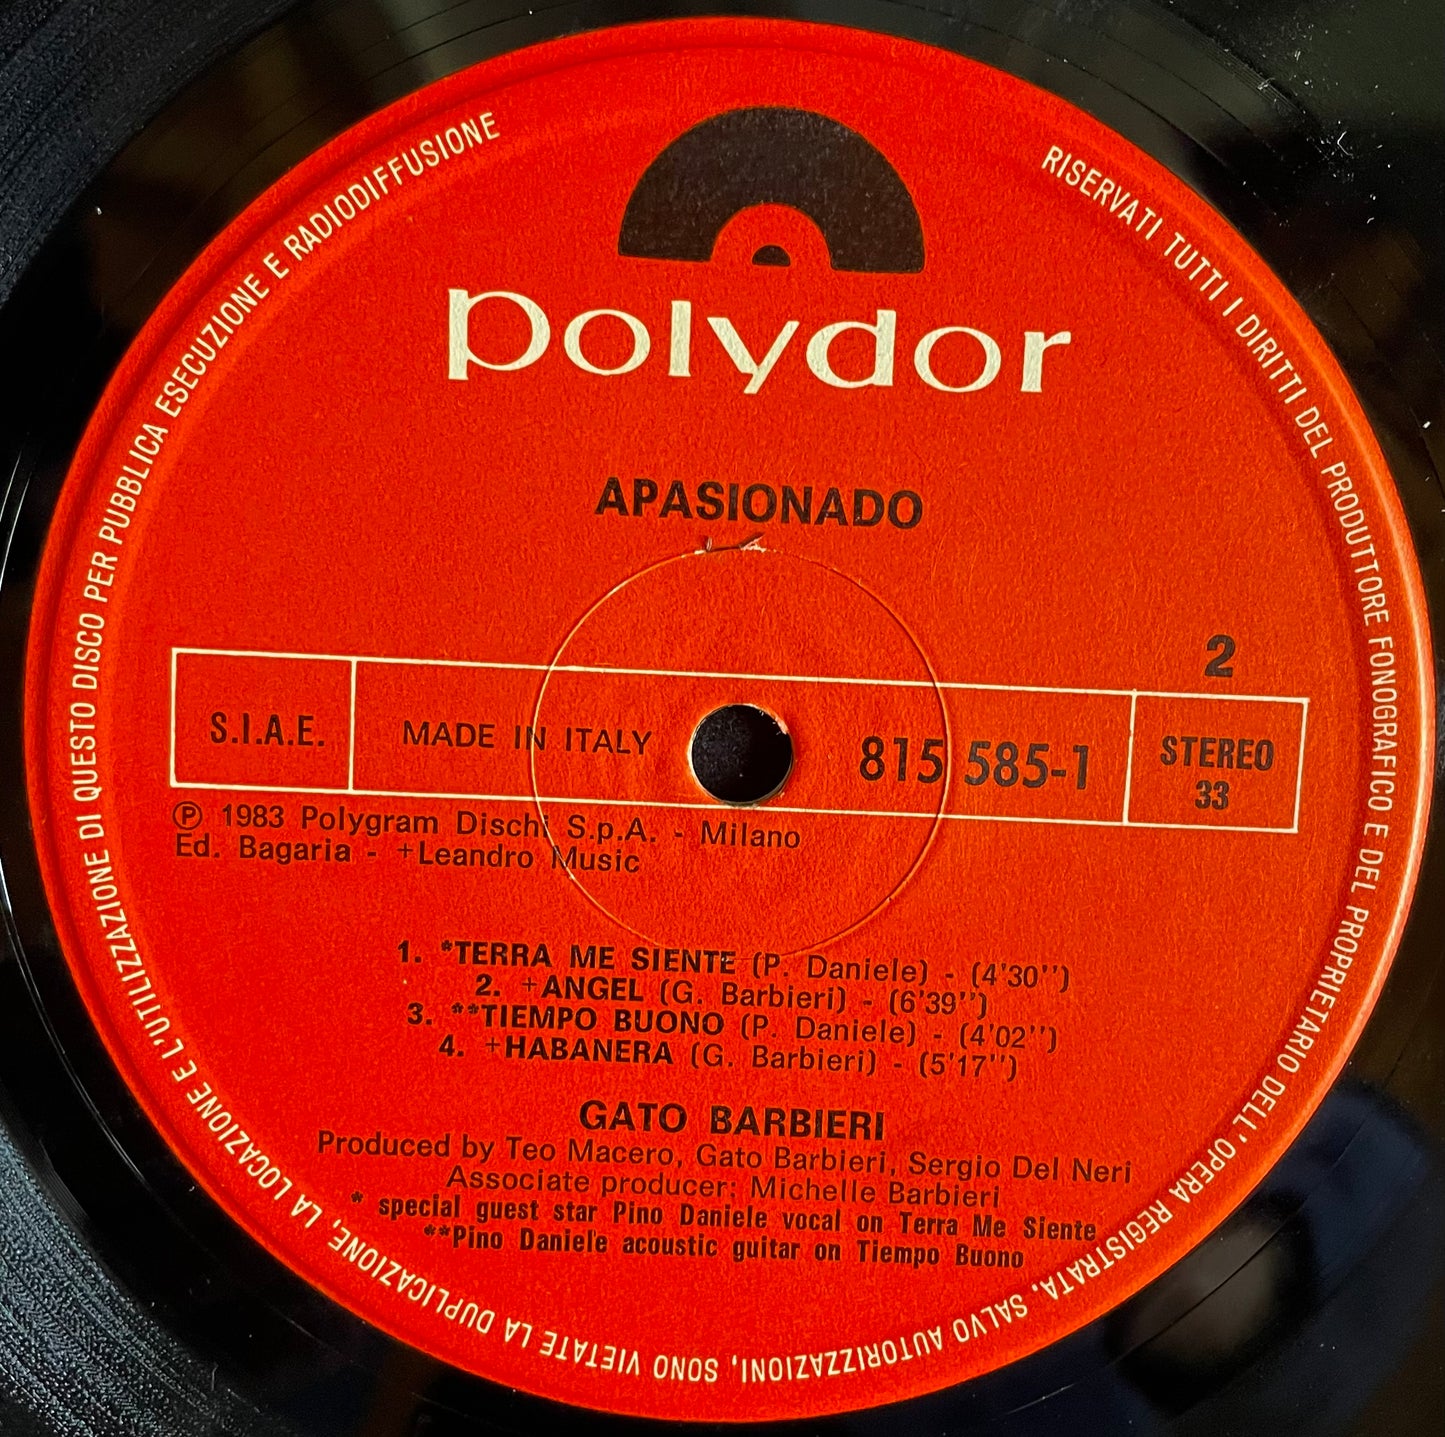 polydor
APASIONADO
2
S.I.A.E.
MADE IN ITALY
815 585-1
STEREO
33
Ⓟ 1983 Polygram Dischi S.p.A. - Milano
Ed. Bagaria - +Leandro Music
1. *TERRA ME SIENTE (P. Daniele) - (4'30'')
2. +ANGEL (G. Barbieri) - (6'39'')
3. **TIEMPO BUONO (P. Daniele) - (4'02'')
4. +HABANERA (G. Barbieri) - (5'17'')
GATO BARBIERI
Produced by Teo Macero, Gato Barbieri, Sergio Del Neri
Associate producer: Michelle Barbieri
* special guest star Pino Daniele vocal on Terra Me Siente
**Pino Daniele acoustic guitar on Tiempo Buono
RISERVATI TUTTI I DIRITTI DEL PRODUTTORE FONOGRAFICO E DEL PROPRIETARIO DELL'OPERA REGISTRATA. SALVO AUTORIZZAZIONI, SONO VIETATE LA DUPLICAZIONE, LA LOCAZIONE E L'UTILIZZAZIONE DI QUESTO DISCO PER PUBBLICA ESECUZIONE E RADIODIFFUSIONE